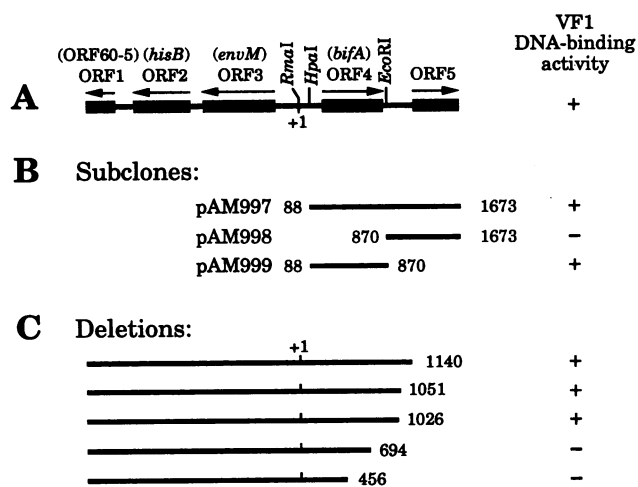 VF1
DNA-binding
activity
(ORF60-5) (hisB) (envM) RmaI HpaI (bifA) EcoRI
ORF1 ORF2 ORF3 ORF4 ORF5
A +
+1
B Subclones:
pAM997 88 1673 +
pAM998 870 1673 −
pAM999 88 870 +
C Deletions:
+1
1140 +
1051 +
1026 +
694 −
456 −